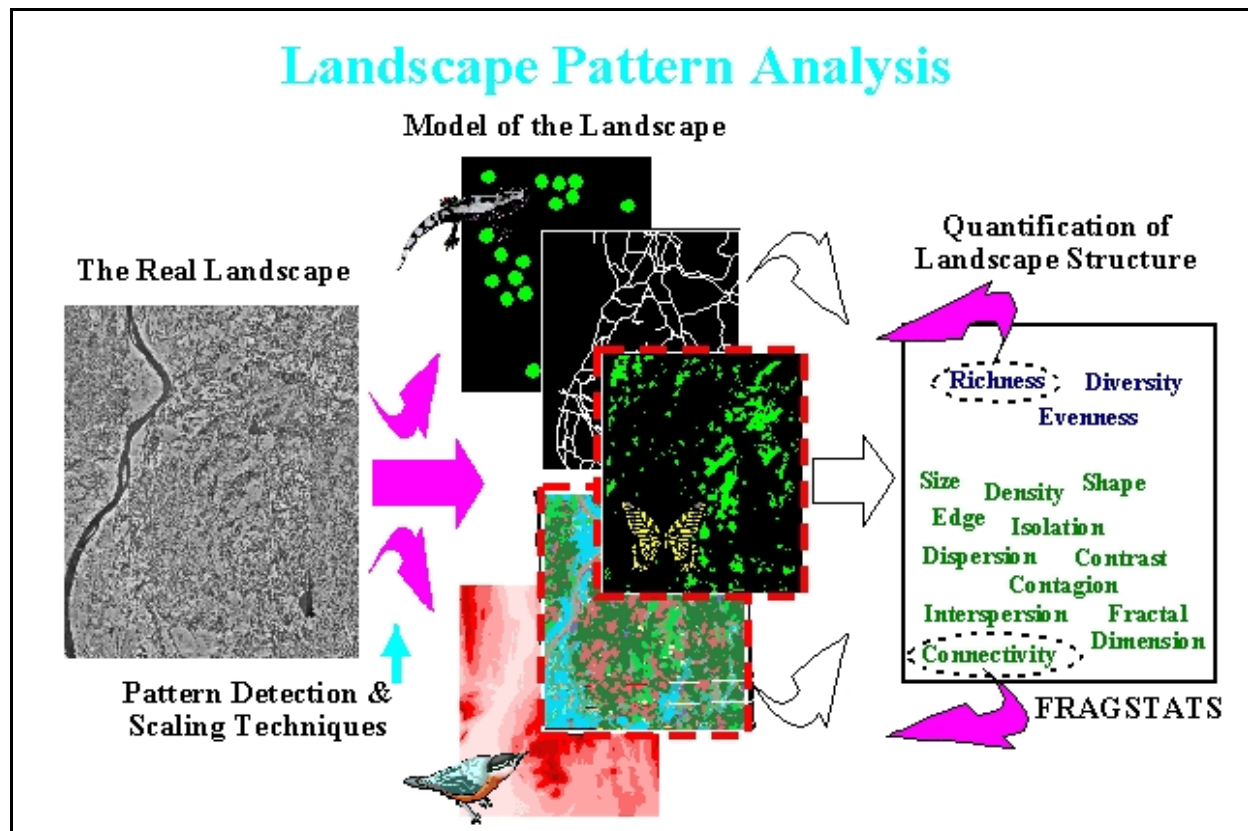 Landscape Pattern Analysis
Model of the Landscape
The Real Landscape
Quantification of
Landscape Structure
Richness
Diversity
Evenness
Size
Density
Shape
Edge
Isolation
Dispersion
Contrast
Contagion
Interspersion
Fractal
Dimension
Connectivity
Pattern Detection &
Scaling Techniques
FRAGSTATS